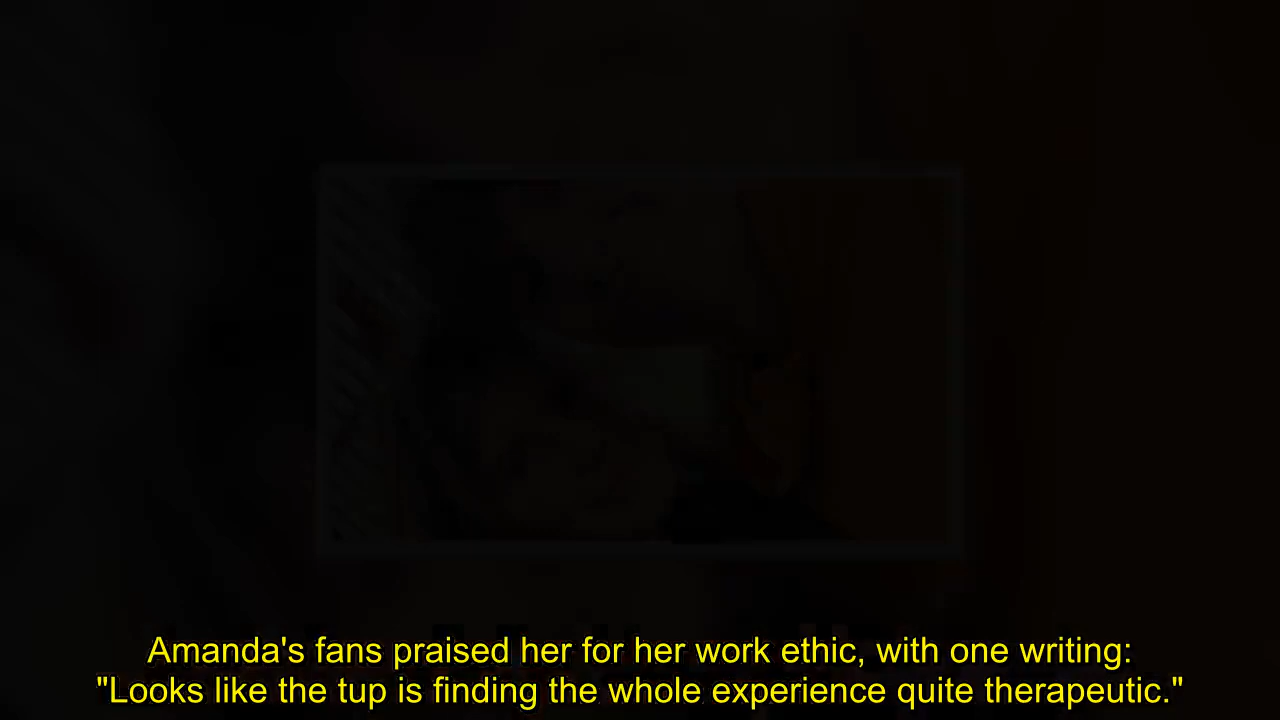 Amanda's fans praised her for her work ethic, with one writing:
"Looks like the tup is finding the whole experience quite therapeutic."